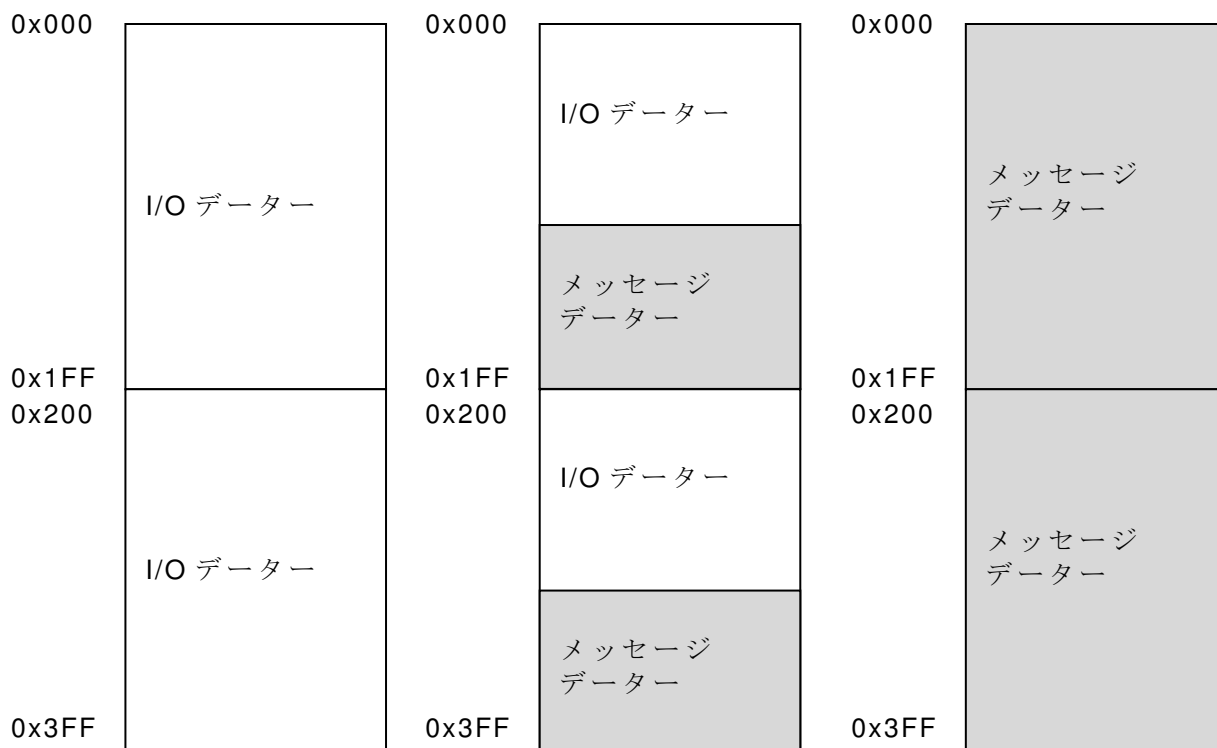 0x000
I/O データー
0x1FF
0x200
I/O データー
0x3FF
0x000
I/O データー
メッセージ
データー
0x1FF
0x200
I/O データー
メッセージ
データー
0x3FF
0x000
メッセージ
データー
0x1FF
0x200
メッセージ
データー
0x3FF